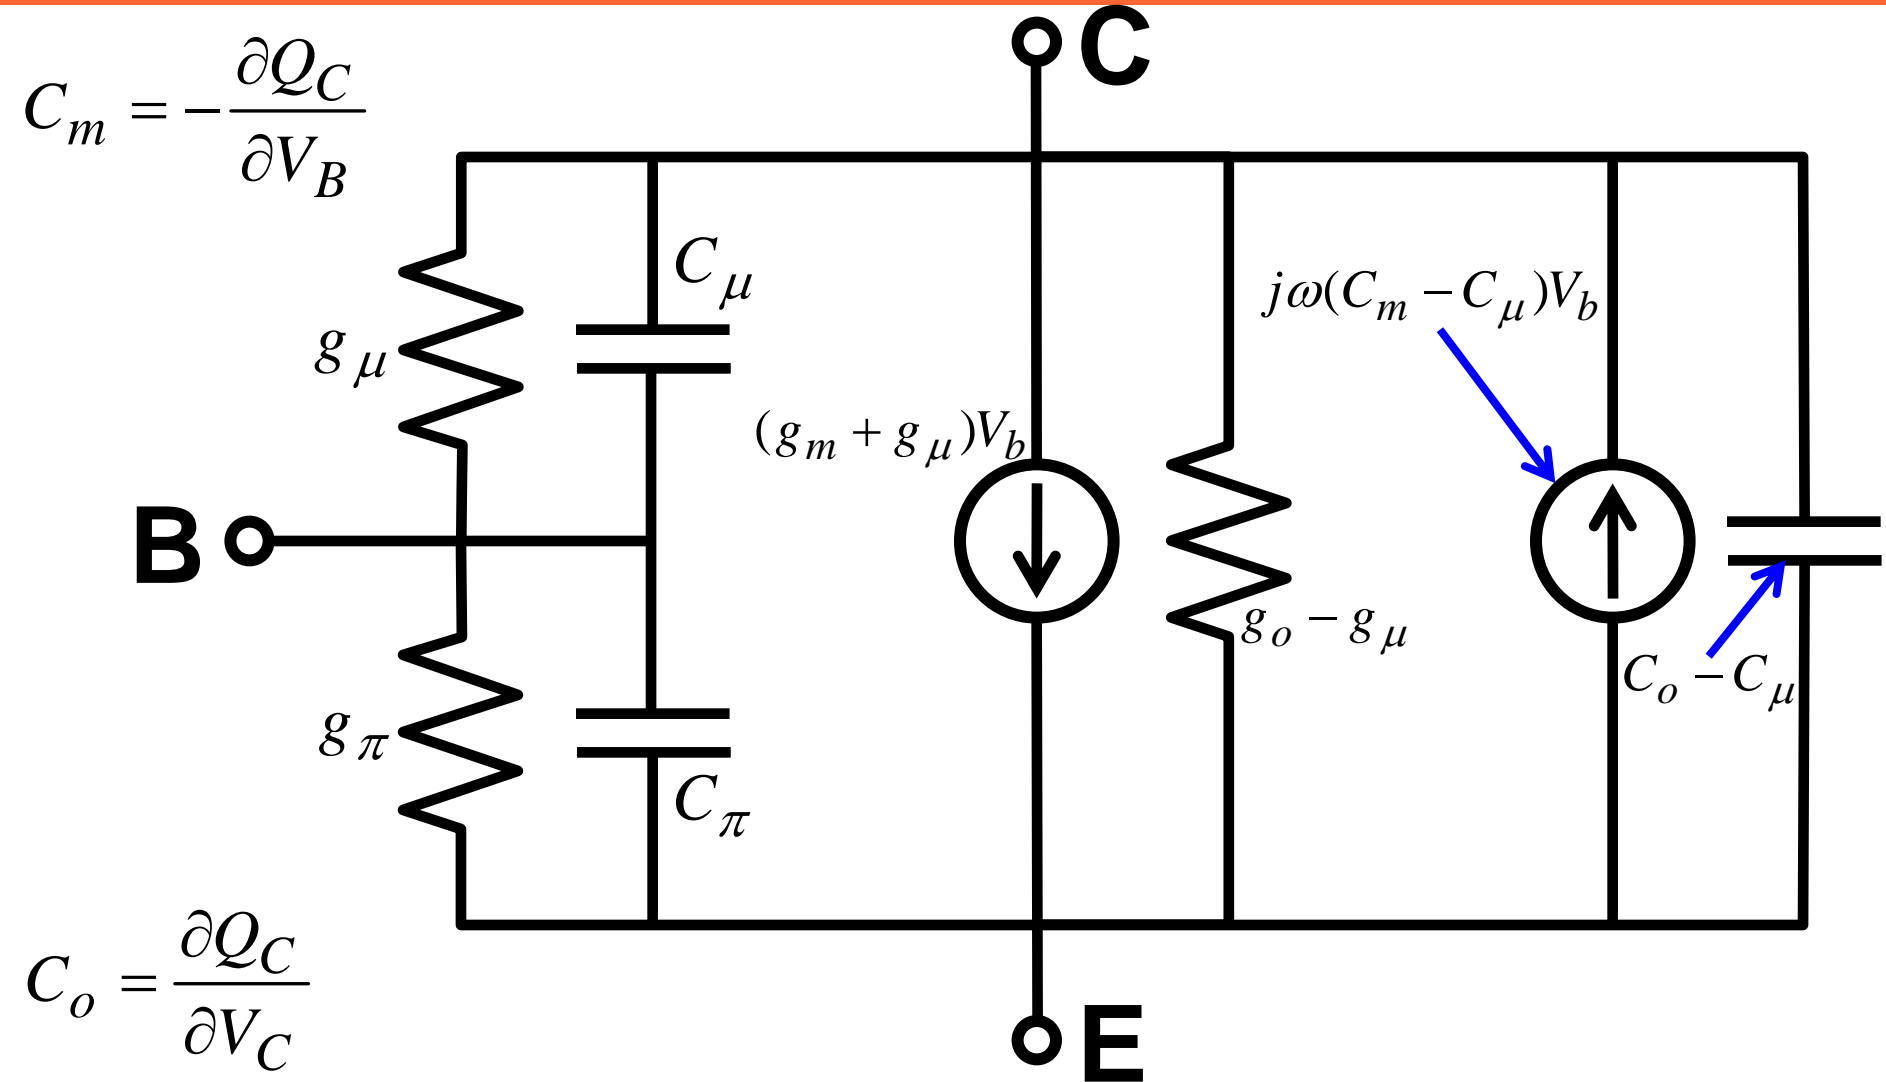 C
C_m = −∂Q_C/∂V_B
C_μ
jω(C_m − C_μ)V_b
g_μ
(g_m + g_μ)V_b
B
g_o − g_μ
C_o − C_μ
g_π
C_π
C_o = ∂Q_C/∂V_C
E